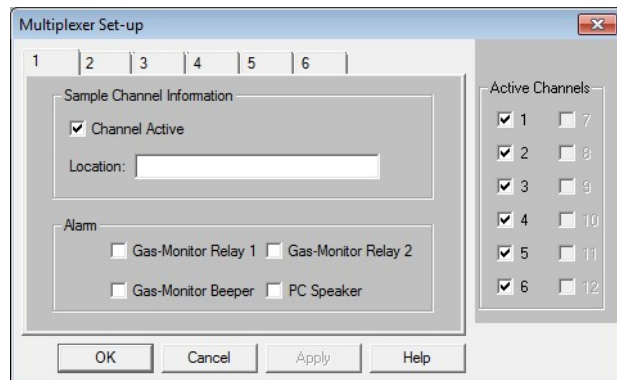 Multiplexer Set-up
1 2 3 4 5 6
Sample Channel Information
Channel Active
Location:
Alarm
Gas-Monitor Relay 1 Gas-Monitor Relay 2
Gas-Monitor Beeper PC Speaker
OK Cancel Apply Help
Active Channels
1 7
2 8
3 9
4 10
5 11
6 12